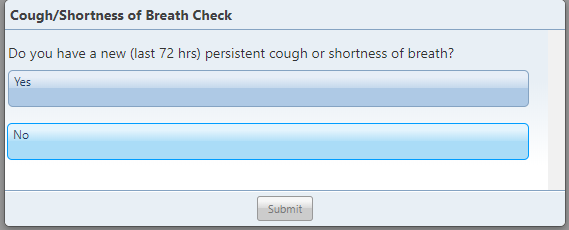 Cough/Shortness of Breath Check
Do you have a new (last 72 hrs) persistent cough or shortness of breath?
Yes
No
Submit